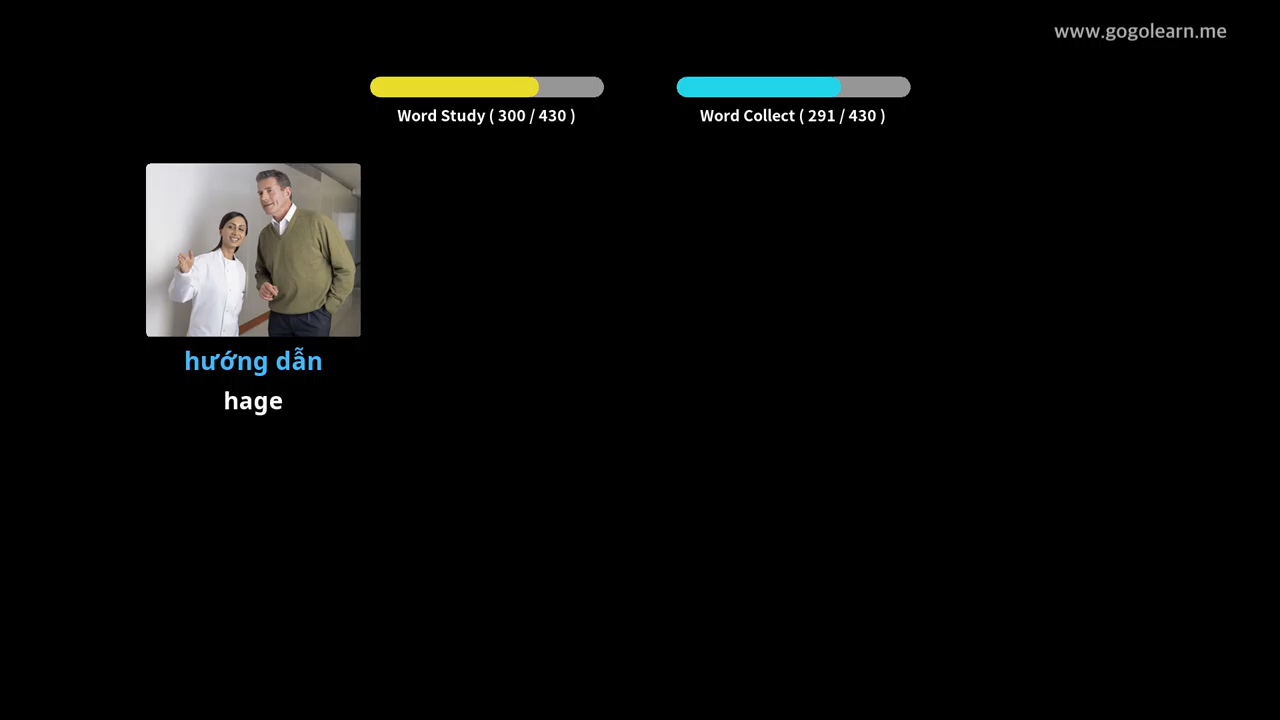 www.gogolearn.me
Word Study ( 300 / 430 )
Word Collect ( 291 / 430 )
hướng dẫn
hage